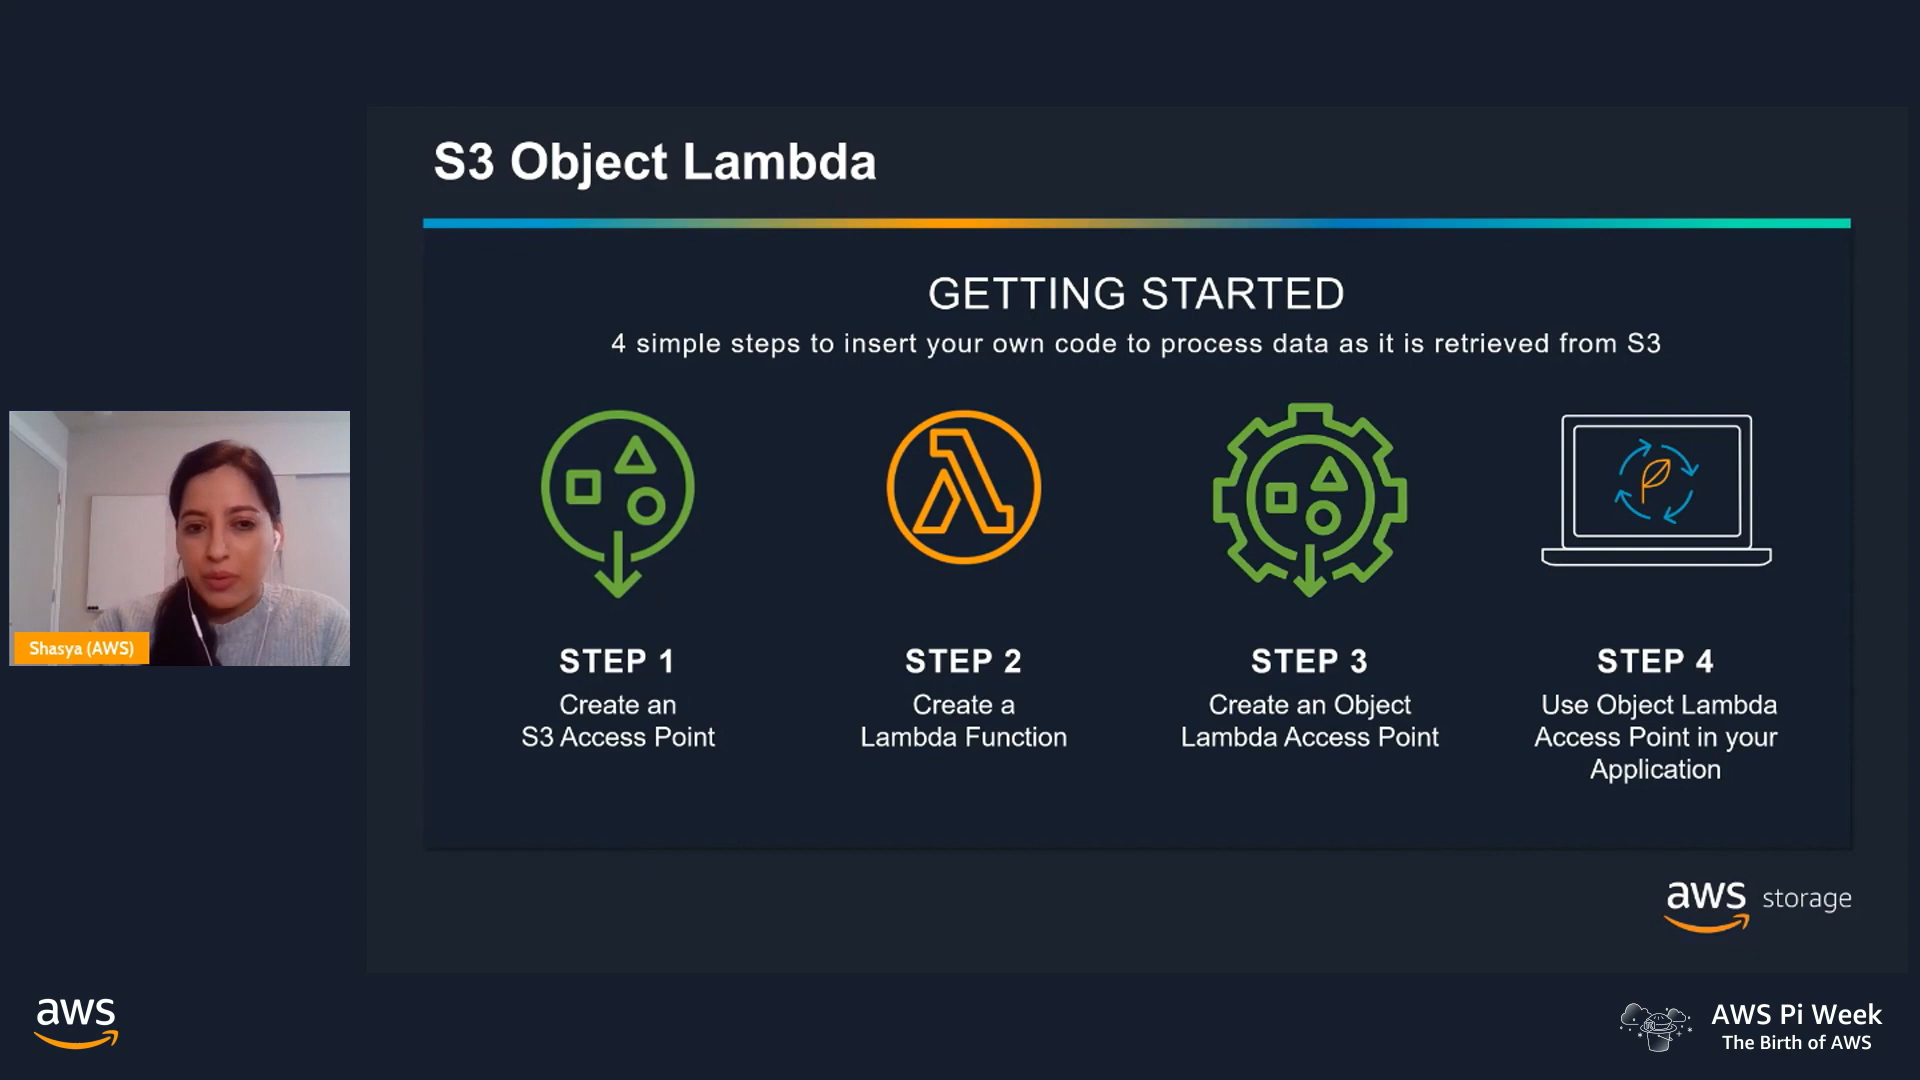 S3 Object Lambda
GETTING STARTED
4 simple steps to insert your own code to process data as it is retrieved from S3
STEP 1
Create an
S3 Access Point
STEP 2
Create a
Lambda Function
STEP 3
Create an Object
Lambda Access Point
STEP 4
Use Object Lambda
Access Point in your
Application
Shasya (AWS)
aws storage
aws
AWS Pi Week
The Birth of AWS